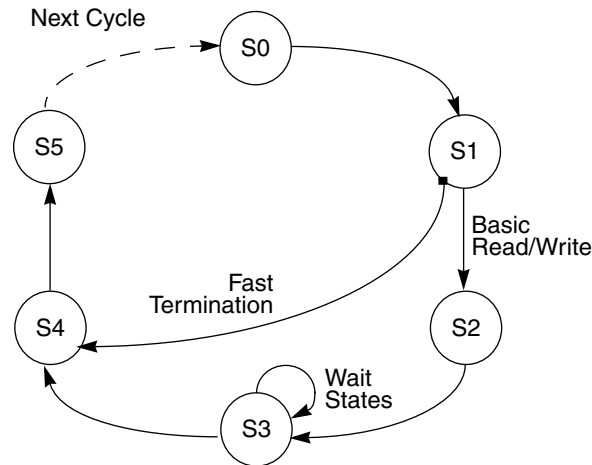 Next Cycle
S0
S5
S1
Basic
Read/Write
Fast
Termination
S4
S2
Wait
States
S3